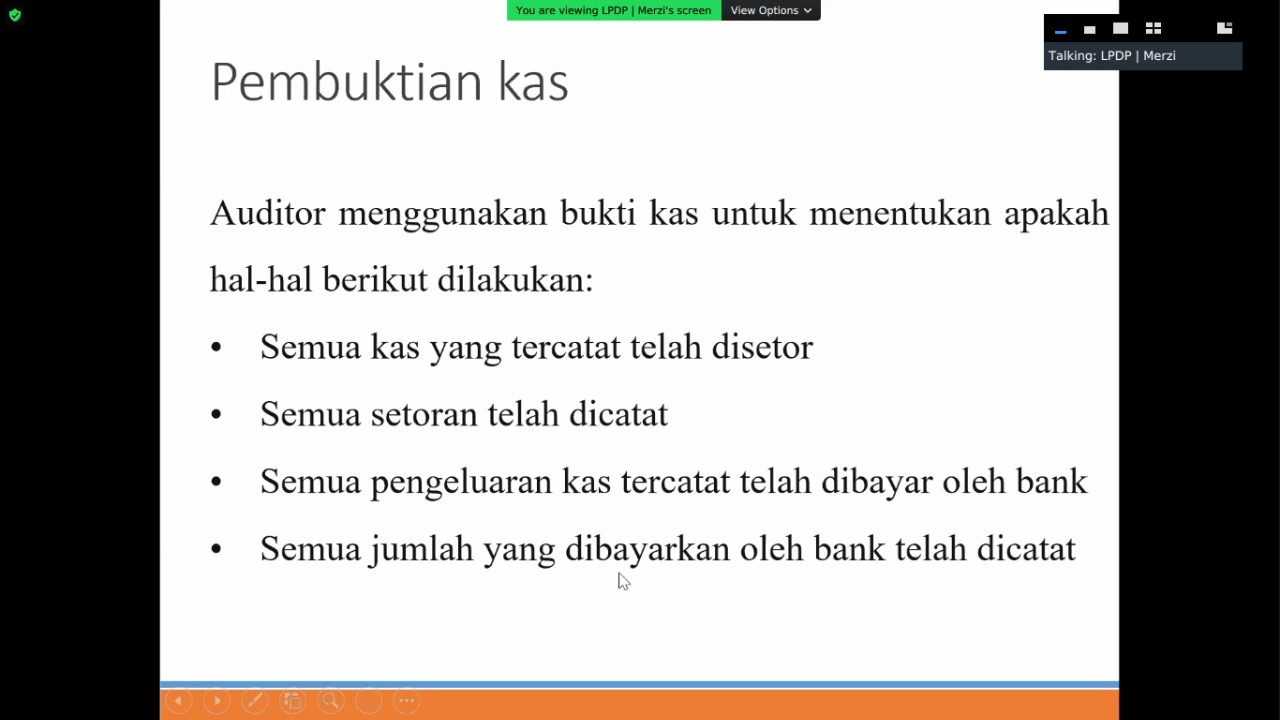 You are viewing LPDP | Merzi's screen
View Options
Talking: LPDP | Merzi
Pembuktian kas
Auditor menggunakan bukti kas untuk menentukan apakah
hal-hal berikut dilakukan:
• Semua kas yang tercatat telah disetor
• Semua setoran telah dicatat
• Semua pengeluaran kas tercatat telah dibayar oleh bank
• Semua jumlah yang dibayarkan oleh bank telah dicatat